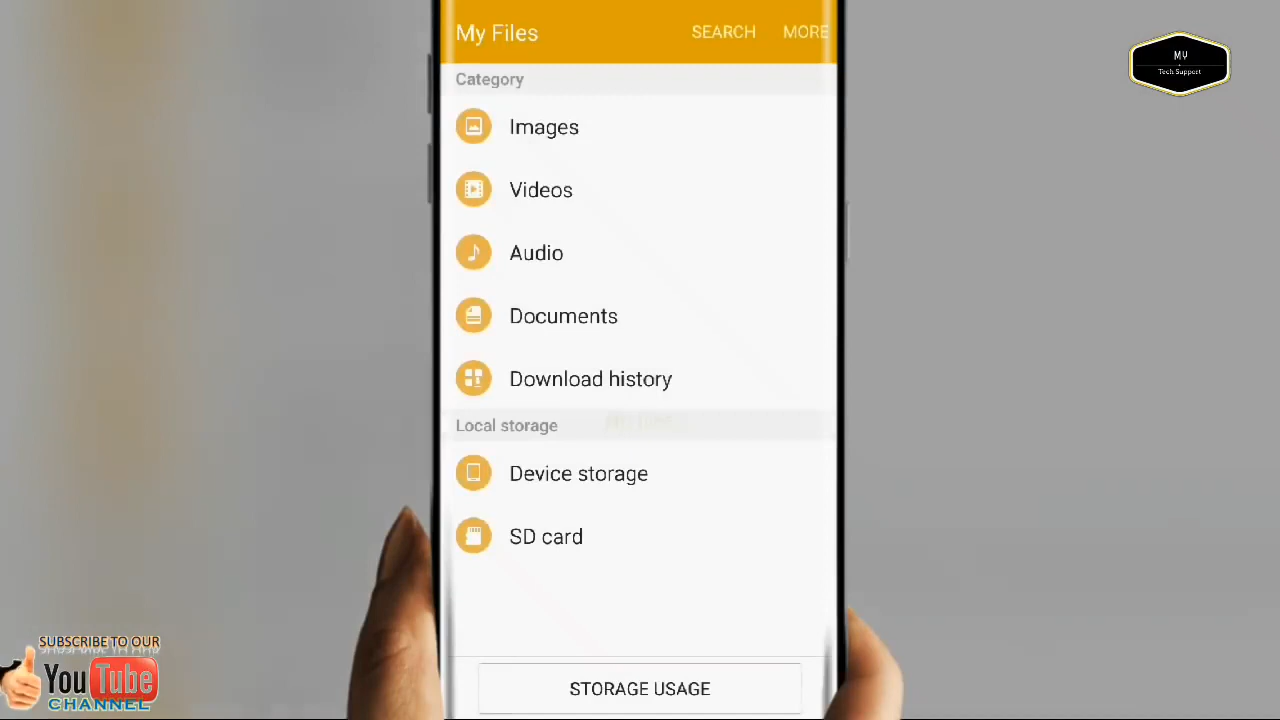 My Files
SEARCH
MORE
MY
Tech Support
Category
Images
Videos
Audio
Documents
Download history
Local storage
Device storage
SD card
STORAGE USAGE
SUBSCRIBE TO OUR
YouTube
CHANNEL